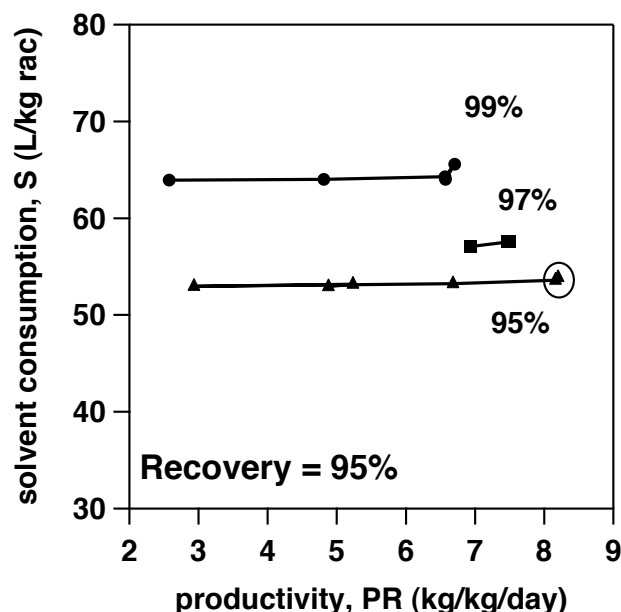 80
70
60
50
40
30
solvent consumption, S (L/kg rac)
99%
97%
95%
Recovery = 95%
2 3 4 5 6 7 8 9
productivity, PR (kg/kg/day)